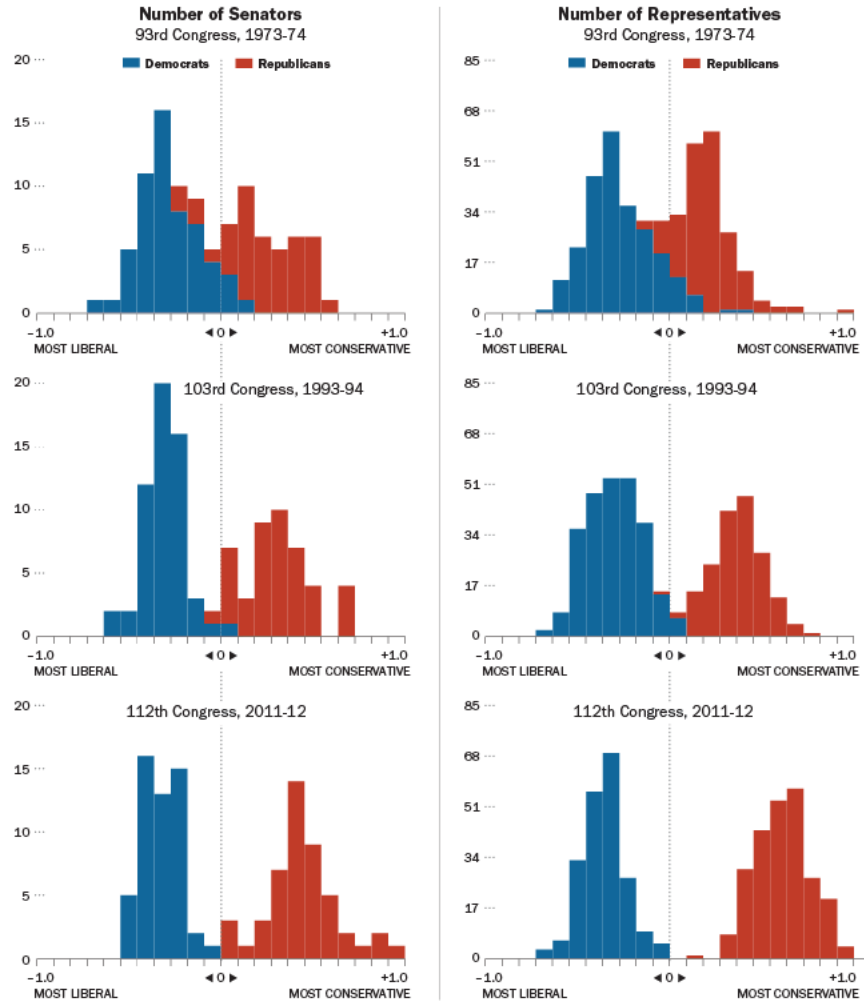 Number of Senators
93rd Congress, 1973-74
Democrats Republicans
20
15
10
5
0
-1.0 ◄ 0 ► +1.0
MOST LIBERAL MOST CONSERVATIVE
103rd Congress, 1993-94
20
15
10
5
0
-1.0 ◄ 0 ► +1.0
MOST LIBERAL MOST CONSERVATIVE
112th Congress, 2011-12
20
15
10
5
0
-1.0 ◄ 0 ► +1.0
MOST LIBERAL MOST CONSERVATIVE
Number of Representatives
93rd Congress, 1973-74
Democrats Republicans
85
68
51
34
17
0
-1.0 ◄ 0 ► +1.0
MOST LIBERAL MOST CONSERVATIVE
103rd Congress, 1993-94
85
68
51
34
17
0
-1.0 ◄ 0 ► +1.0
MOST LIBERAL MOST CONSERVATIVE
112th Congress, 2011-12
85
68
51
34
17
0
-1.0 ◄ 0 ► +1.0
MOST LIBERAL MOST CONSERVATIVE